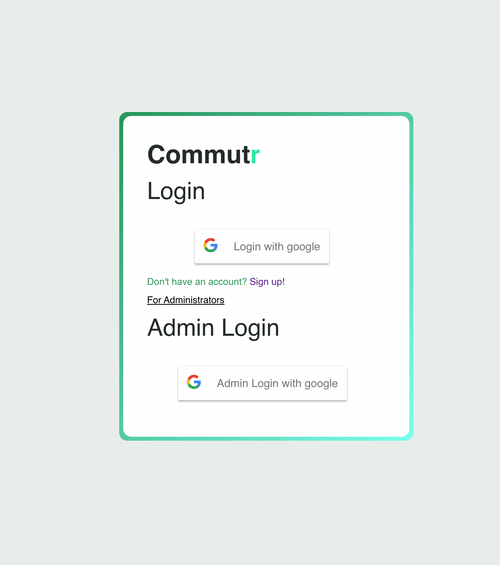 Commutr
Login
Login with google
Don't have an account? Sign up!
For Administrators
Admin Login
Admin Login with google